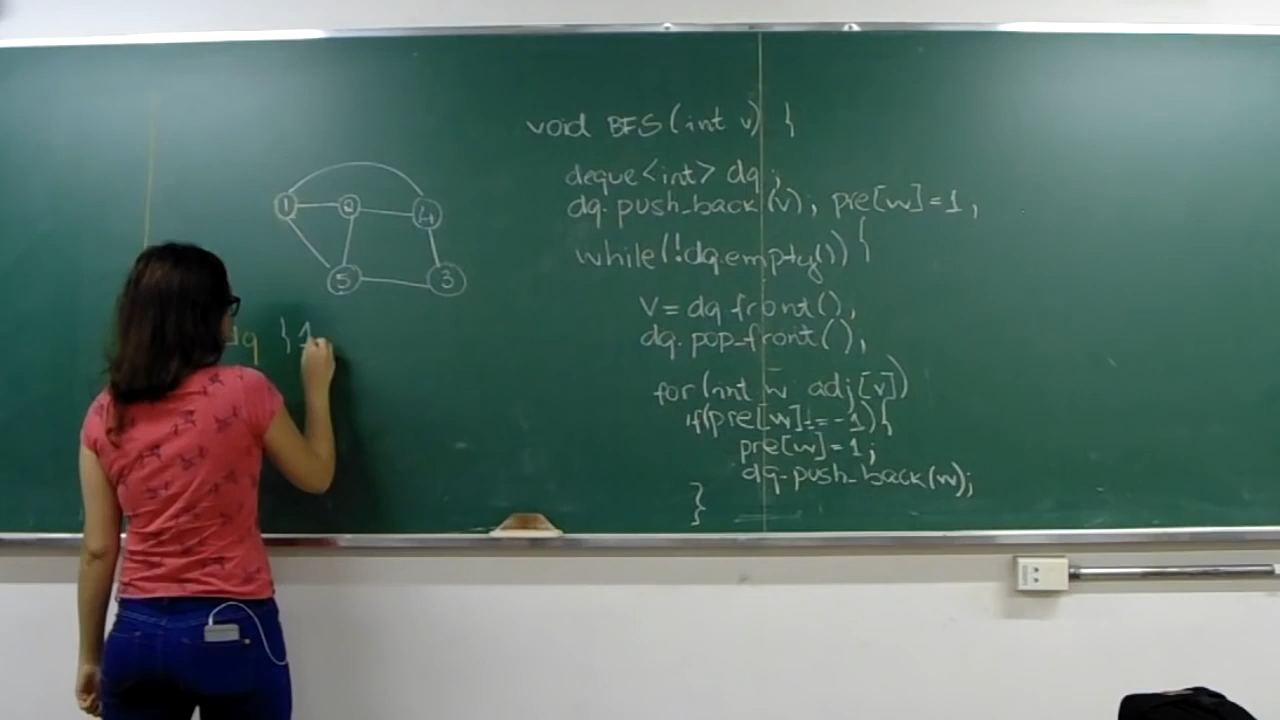 void BFS(int v) {
deque<int> dq;
dq.push_back(v), pre[w]=1,
while(!dq.empty()) {
v = dq.front(),
dq.pop_front(),
for(int w adj[v])
if(pre[w]!=-1){
pre[w]=1;
dq.push_back(w);
}
1 2 4
5 3
dq {1